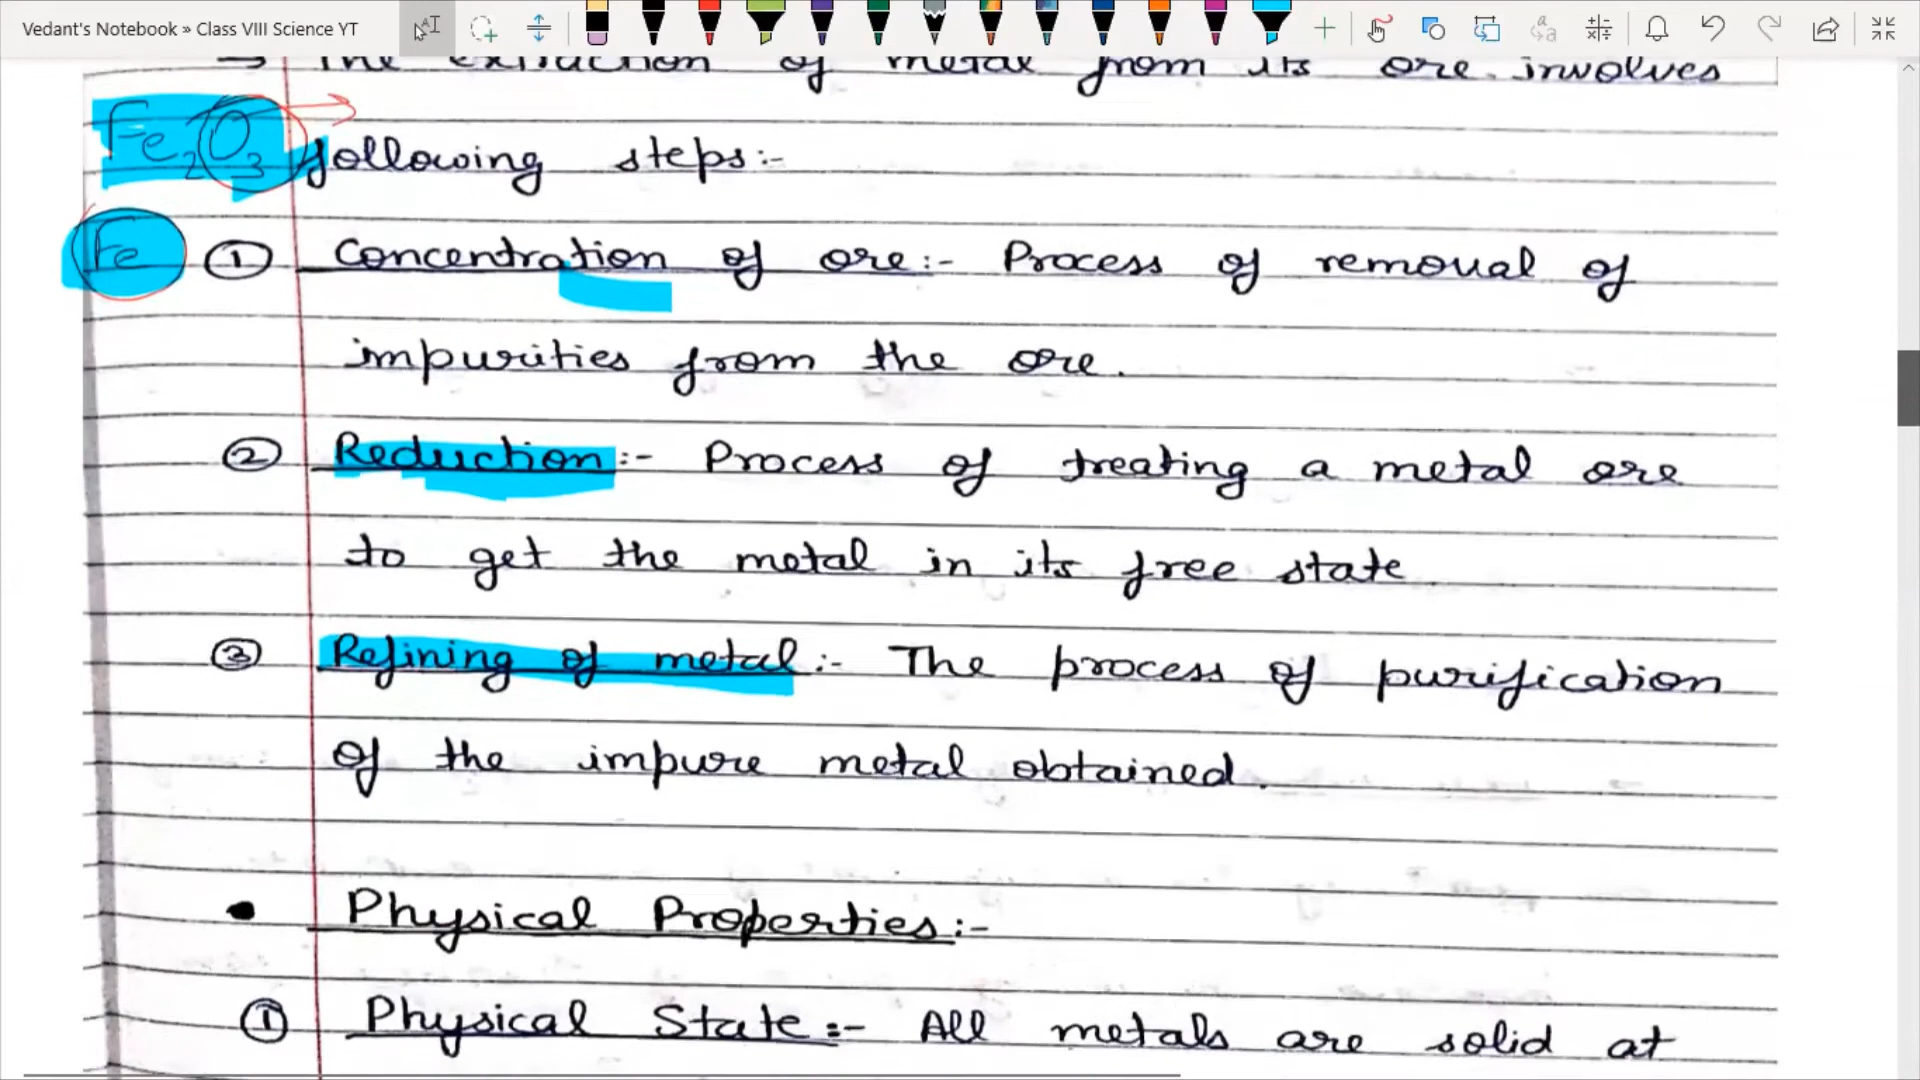 Vedant's Notebook » Class VIII Science YT
→ The extraction of metal from its ore involves
Fe₂O₃ following steps:-
Fe ① Concentration of ore:- Process of removal of
impurities from the ore.
② Reduction:- Process of treating a metal ore
to get the metal in its free state
③ Refining of metal:- The process of purification
of the impure metal obtained.
• Physical Properties:-
① Physical State:- All metals are solid at